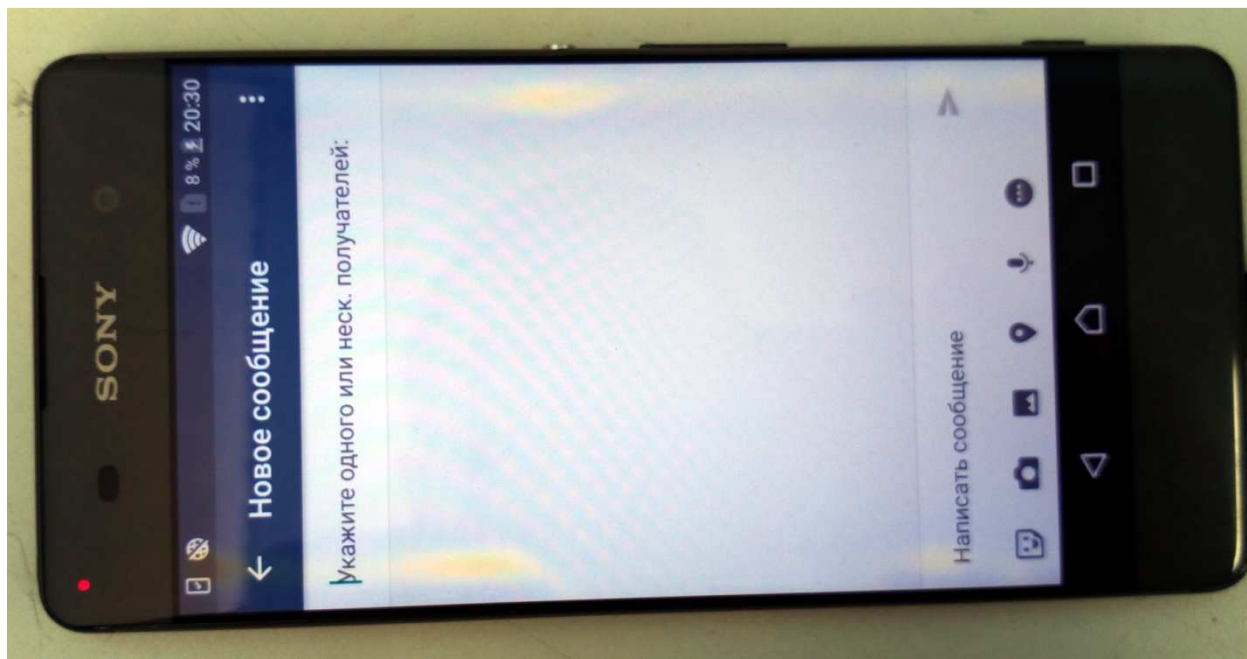 SONY
8 % 20:30
Новое сообщение
Укажите одного или неск. получателей:
Написать сообщение